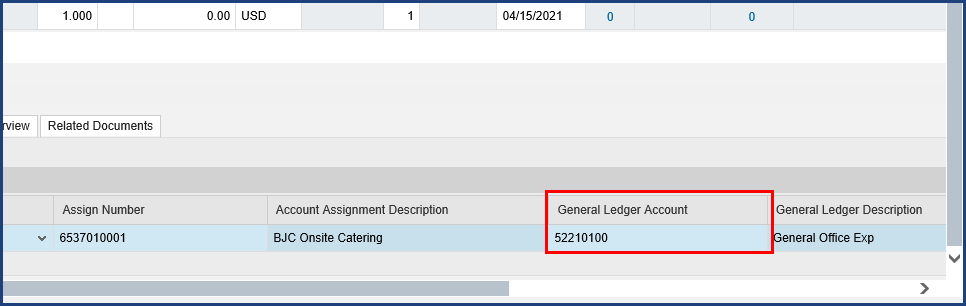 1.000 0.00 USD 1 04/15/2021 0 0
rview Related Documents
Assign Number Account Assignment Description General Ledger Account General Ledger Description
6537010001 BJC Onsite Catering 52210100 General Office Exp